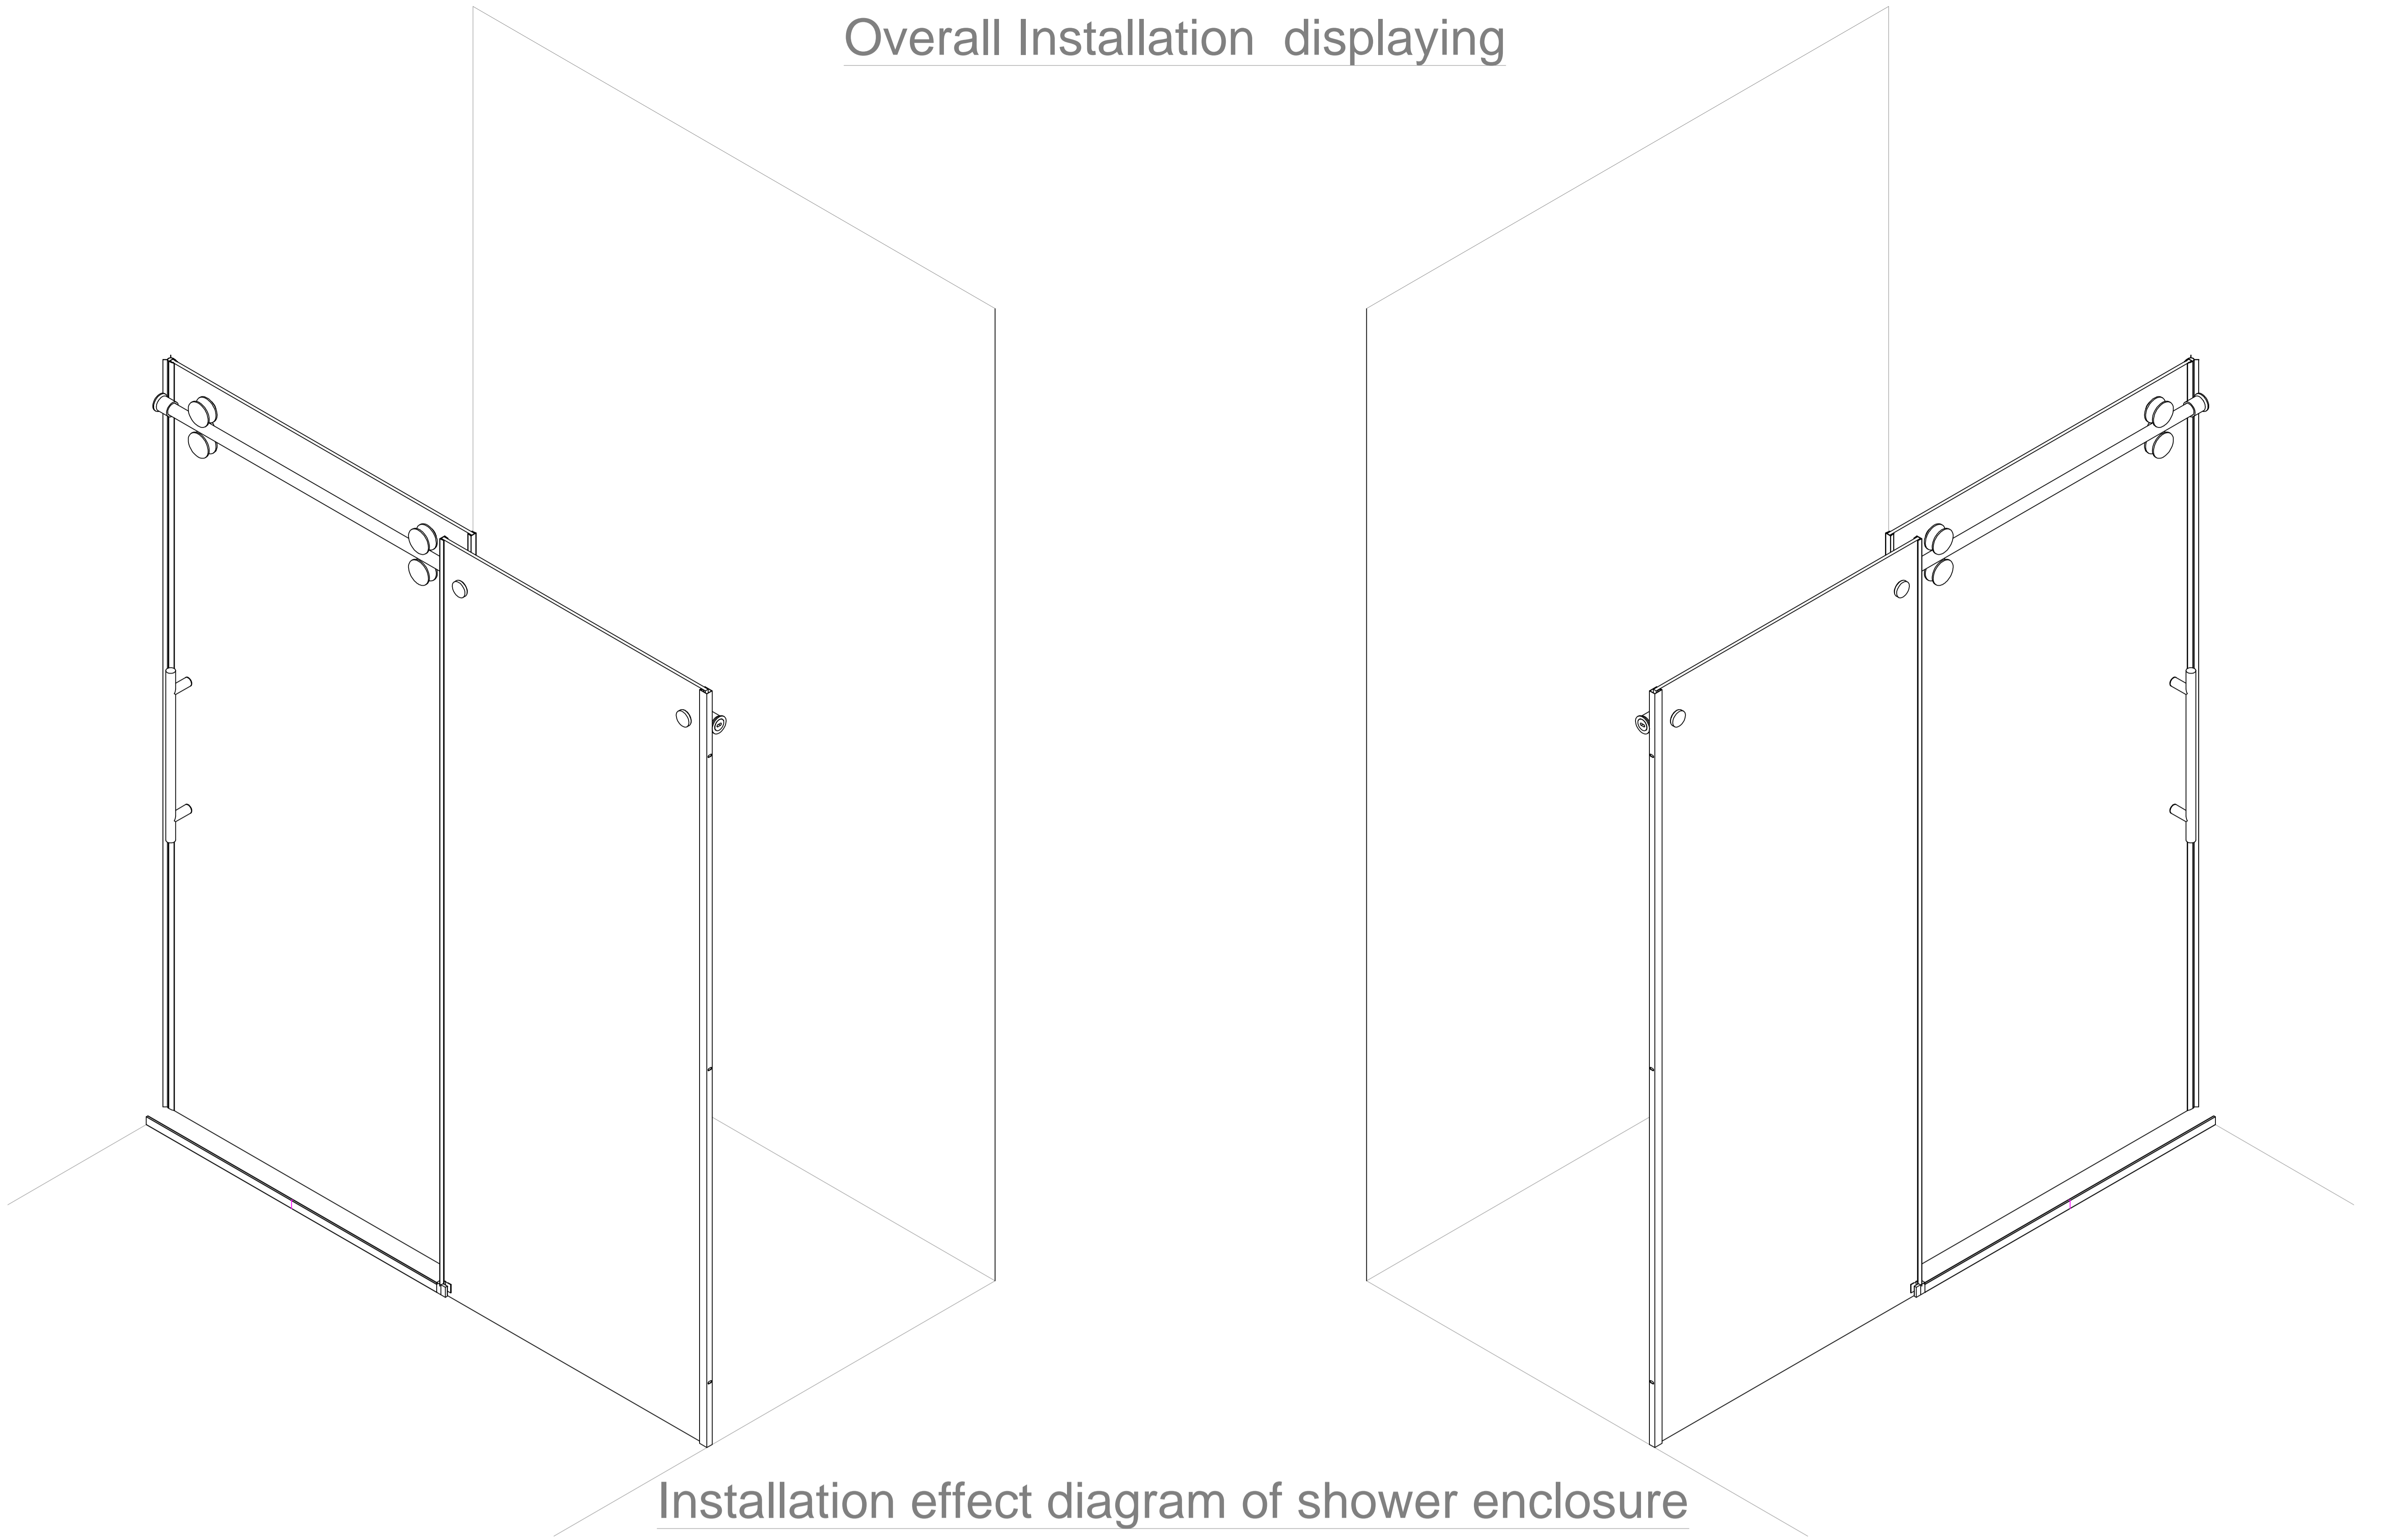 Overall Installation displaying
Installation effect diagram of shower enclosure